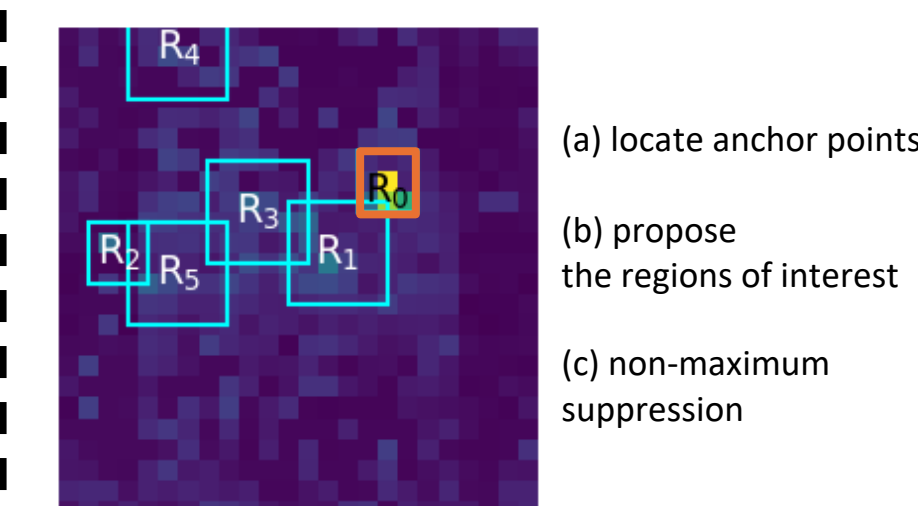 R₄
R₀
R₃
R₂
R₁
R₅
(a) locate anchor points
(b) propose
the regions of interest
(c) non-maximum
suppression